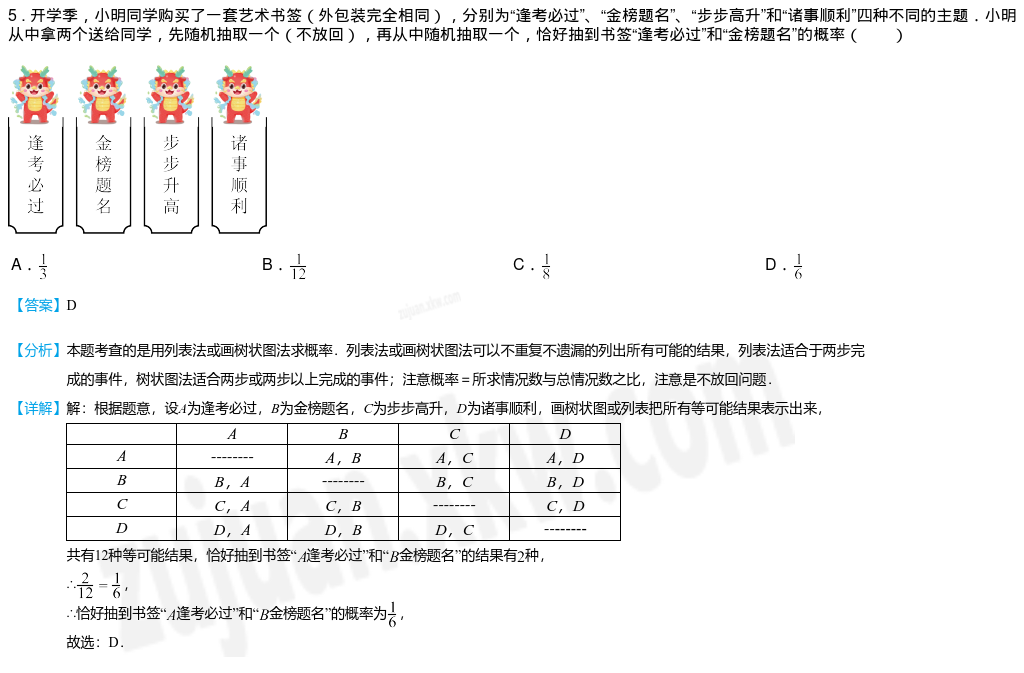 5．开学季，小明同学购买了一套艺术书签（外包装完全相同），分别为“逢考必过”、“金榜题名”、“步步高升”和“诸事顺利”四种不同的主题．小明
从中拿两个送给同学，先随机抽取一个（不放回），再从中随机抽取一个，恰好抽到书签“逢考必过”和“金榜题名”的概率（　　）
逢考必过 金榜题名 步步升高 诸事顺利
A．1/3 B．1/12 C．1/8 D．1/6
【答案】D
【分析】本题考查的是用列表法或画树状图法求概率．列表法或画树状图法可以不重复不遗漏的列出所有可能的结果，列表法适合于两步完
成的事件，树状图法适合两步或两步以上完成的事件；注意概率＝所求情况数与总情况数之比，注意是不放回问题．
【详解】解：根据题意，设A为逢考必过，B为金榜题名，C为步步高升，D为诸事顺利，画树状图或列表把所有等可能结果表示出来，
A B C D
A -------- A，B A，C A，D
B B，A -------- B，C B，D
C C，A C，B -------- C，D
D D，A D，B D，C --------
共有12种等可能结果，恰好抽到书签“A逢考必过”和“B金榜题名”的结果有2种，
∴2/12＝1/6，
∴恰好抽到书签“A逢考必过”和“B金榜题名”的概率为1/6，
故选：D．
zujuan.xkw.com
zujuan.xkw.com